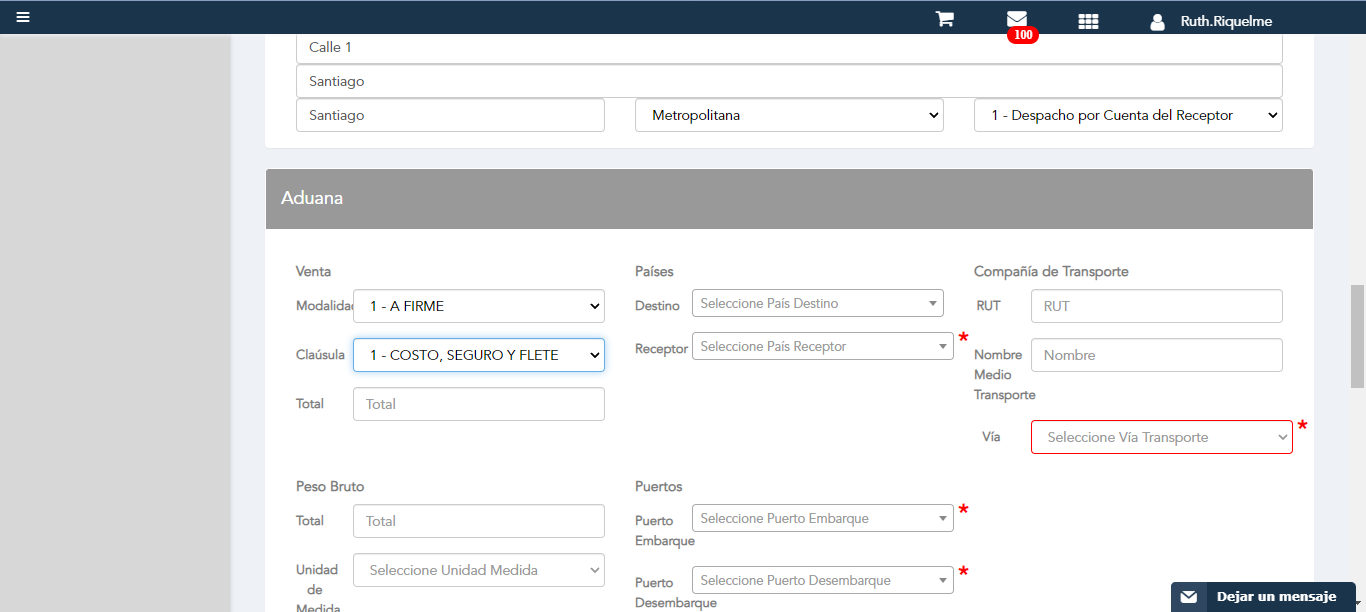 Ruth.Riquelme
100
Calle 1
Santiago
Santiago
Metropolitana
1 - Despacho por Cuenta del Receptor
Aduana
Venta
Países
Compañía de Transporte
Modalidad
1 - A FIRME
Destino
Seleccione País Destino
RUT
RUT
Claúsula
1 - COSTO, SEGURO Y FLETE
Receptor
Seleccione País Receptor
*
Nombre
Medio
Transporte
Nombre
Total
Total
Vía
Seleccione Vía Transporte
*
Peso Bruto
Puertos
Total
Total
Puerto
Embarque
Seleccione Puerto Embarque
*
Unidad
de
Medida
Seleccione Unidad Medida
Puerto
Desembarque
Seleccione Puerto Desembarque
*
Dejar un mensaje